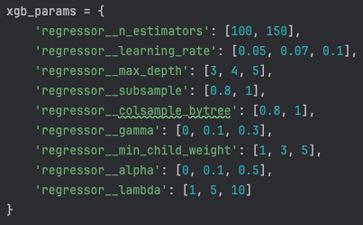 xgb_params = {
    'regressor__n_estimators': [100, 150],
    'regressor__learning_rate': [0.05, 0.07, 0.1],
    'regressor__max_depth': [3, 4, 5],
    'regressor__subsample': [0.8, 1],
    'regressor__colsample_bytree': [0.8, 1],
    'regressor__gamma': [0, 0.1, 0.3],
    'regressor__min_child_weight': [1, 3, 5],
    'regressor__alpha': [0, 0.1, 0.5],
    'regressor__lambda': [1, 5, 10]
}